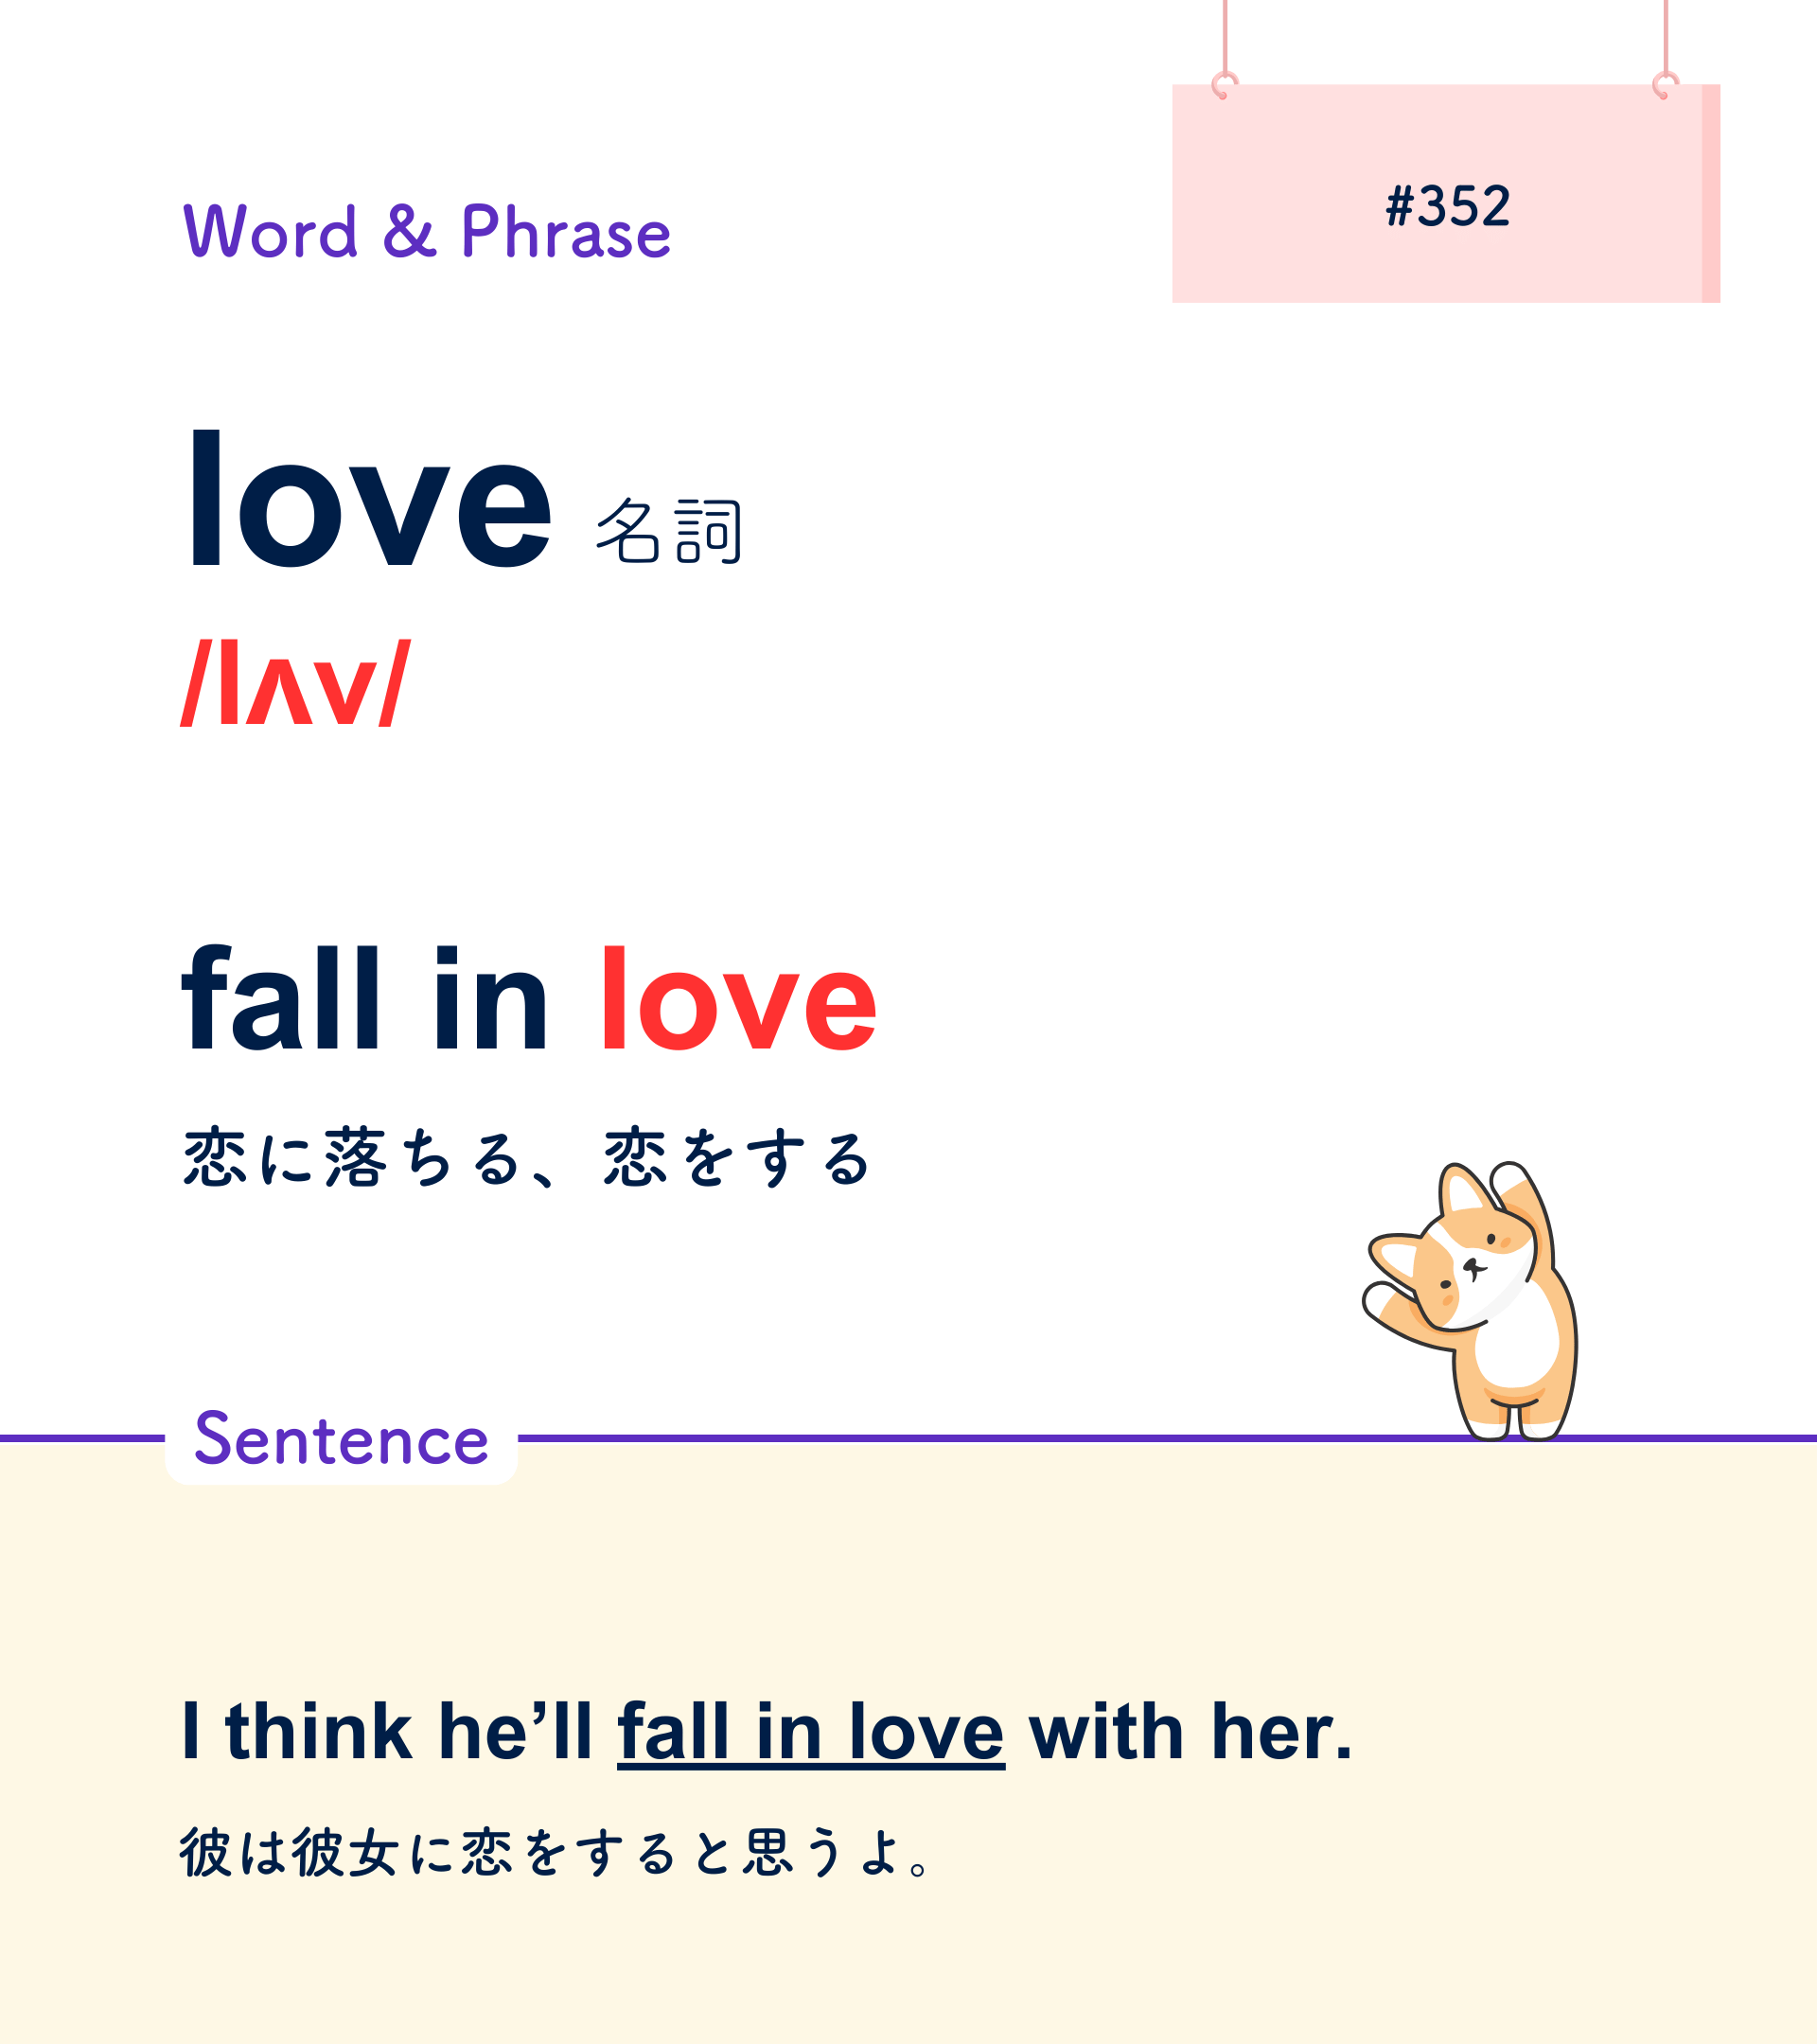 #352
Word & Phrase
love 名詞
/lʌv/
fall in love
恋に落ちる、恋をする
Sentence
I think he’ll fall in love with her.
彼は彼女に恋をすると思うよ。